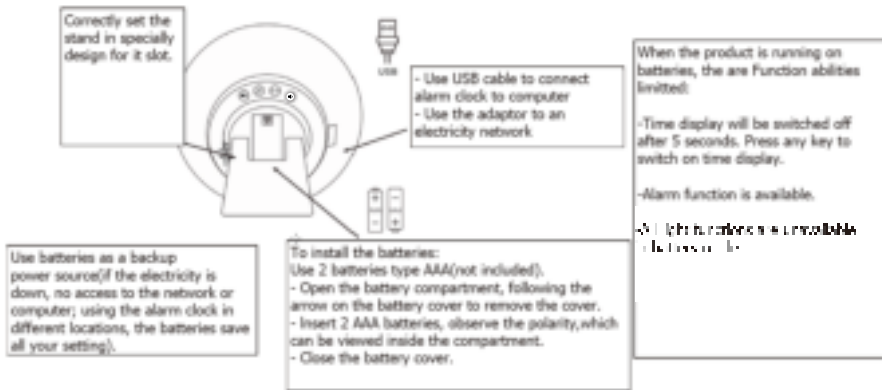 Correctly set the
stand in specially
design for it slot.
USB
- Use USB cable to connect
alarm clock to computer
- Use the adaptor to an
electricity network
When the product is running on
batteries, the are Function abilities
limitted:
-Time display will be switched off
after 5 seconds. Press any key to
switch on time display.
-Alarm function is available.
Light functions are unavailable
Use batteries as a backup
power source(if the electricity is
down, no access to the network or
computer; using the alarm clock in
different locations, the batteries save
all your setting).
To install the batteries:
Use 2 batteries type AAA(not included).
- Open the battery compartment, following the
arrow on the battery cover to remove the cover.
- Insert 2 AAA batteries, observe the polarity,which
can be viewed inside the compartment.
- Close the battery cover.